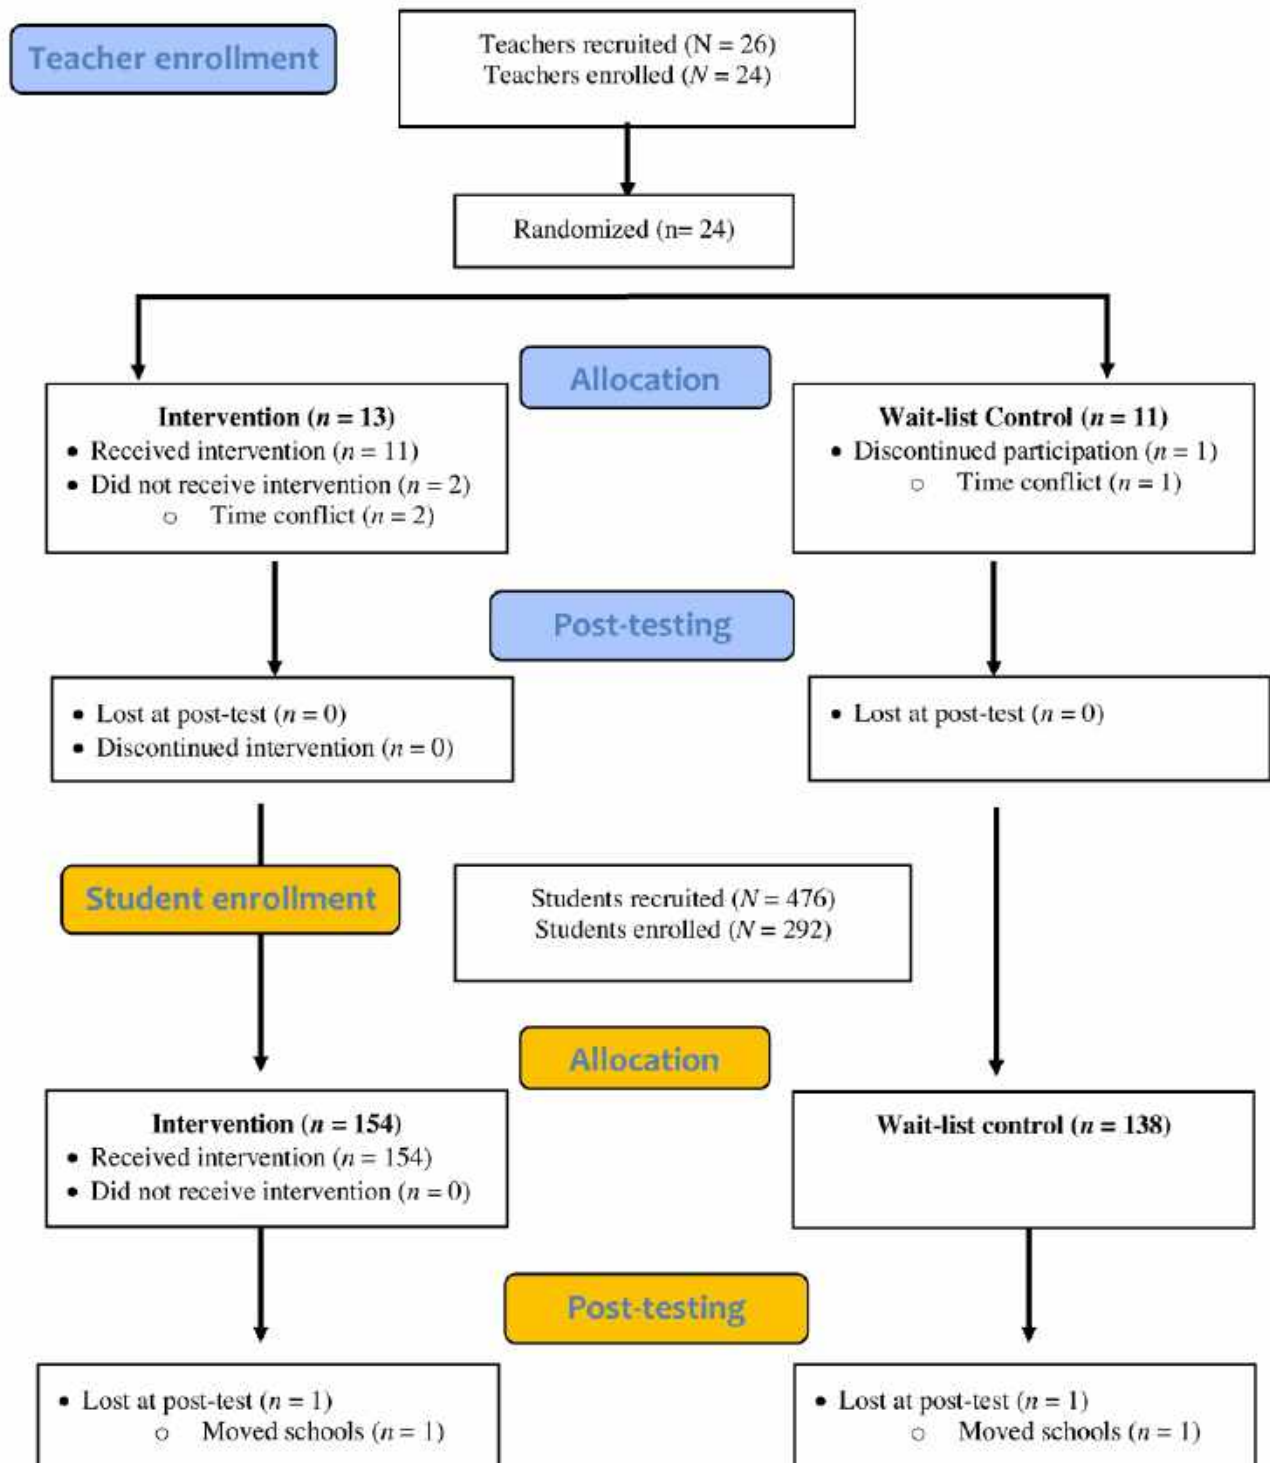 Teacher enrollment
Teachers recruited (N = 26)
Teachers enrolled (N = 24)
Randomized (n= 24)
Allocation
Intervention (n = 13)
• Received intervention (n = 11)
• Did not receive intervention (n = 2)
○ Time conflict (n = 2)
Wait-list Control (n = 11)
• Discontinued participation (n = 1)
○ Time conflict (n = 1)
Post-testing
• Lost at post-test (n = 0)
• Discontinued intervention (n = 0)
• Lost at post-test (n = 0)
Student enrollment
Students recruited (N = 476)
Students enrolled (N = 292)
Allocation
Intervention (n = 154)
• Received intervention (n = 154)
• Did not receive intervention (n = 0)
Wait-list control (n = 138)
Post-testing
• Lost at post-test (n = 1)
○ Moved schools (n = 1)
• Lost at post-test (n = 1)
○ Moved schools (n = 1)